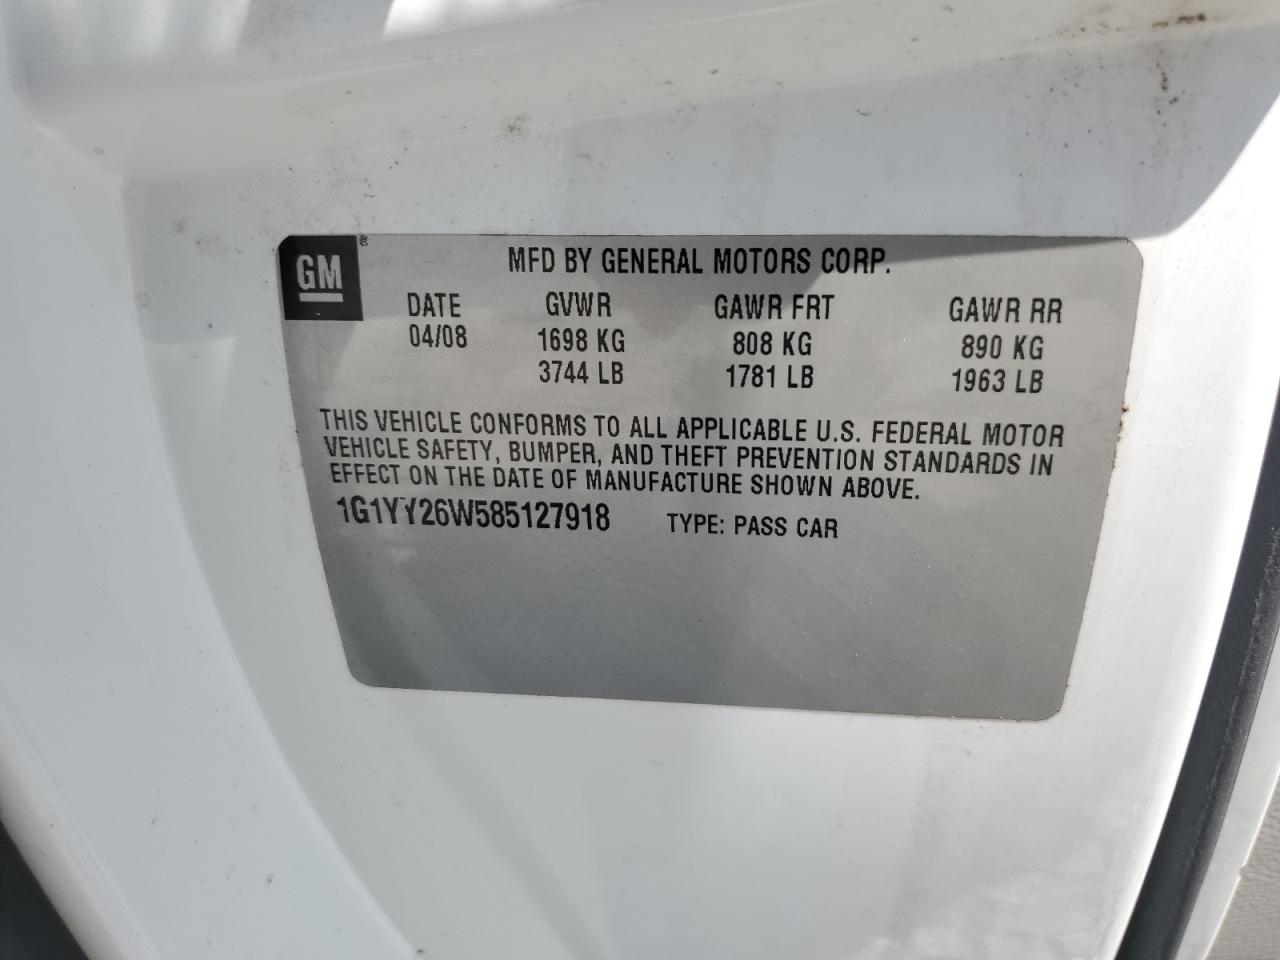 GM®
MFD BY GENERAL MOTORS CORP.
DATE GVWR GAWR FRT GAWR RR
04/08 1698 KG 808 KG 890 KG
3744 LB 1781 LB 1963 LB
THIS VEHICLE CONFORMS TO ALL APPLICABLE U.S. FEDERAL MOTOR
VEHICLE SAFETY, BUMPER, AND THEFT PREVENTION STANDARDS IN
EFFECT ON THE DATE OF MANUFACTURE SHOWN ABOVE.
1G1YY26W585127918 TYPE: PASS CAR